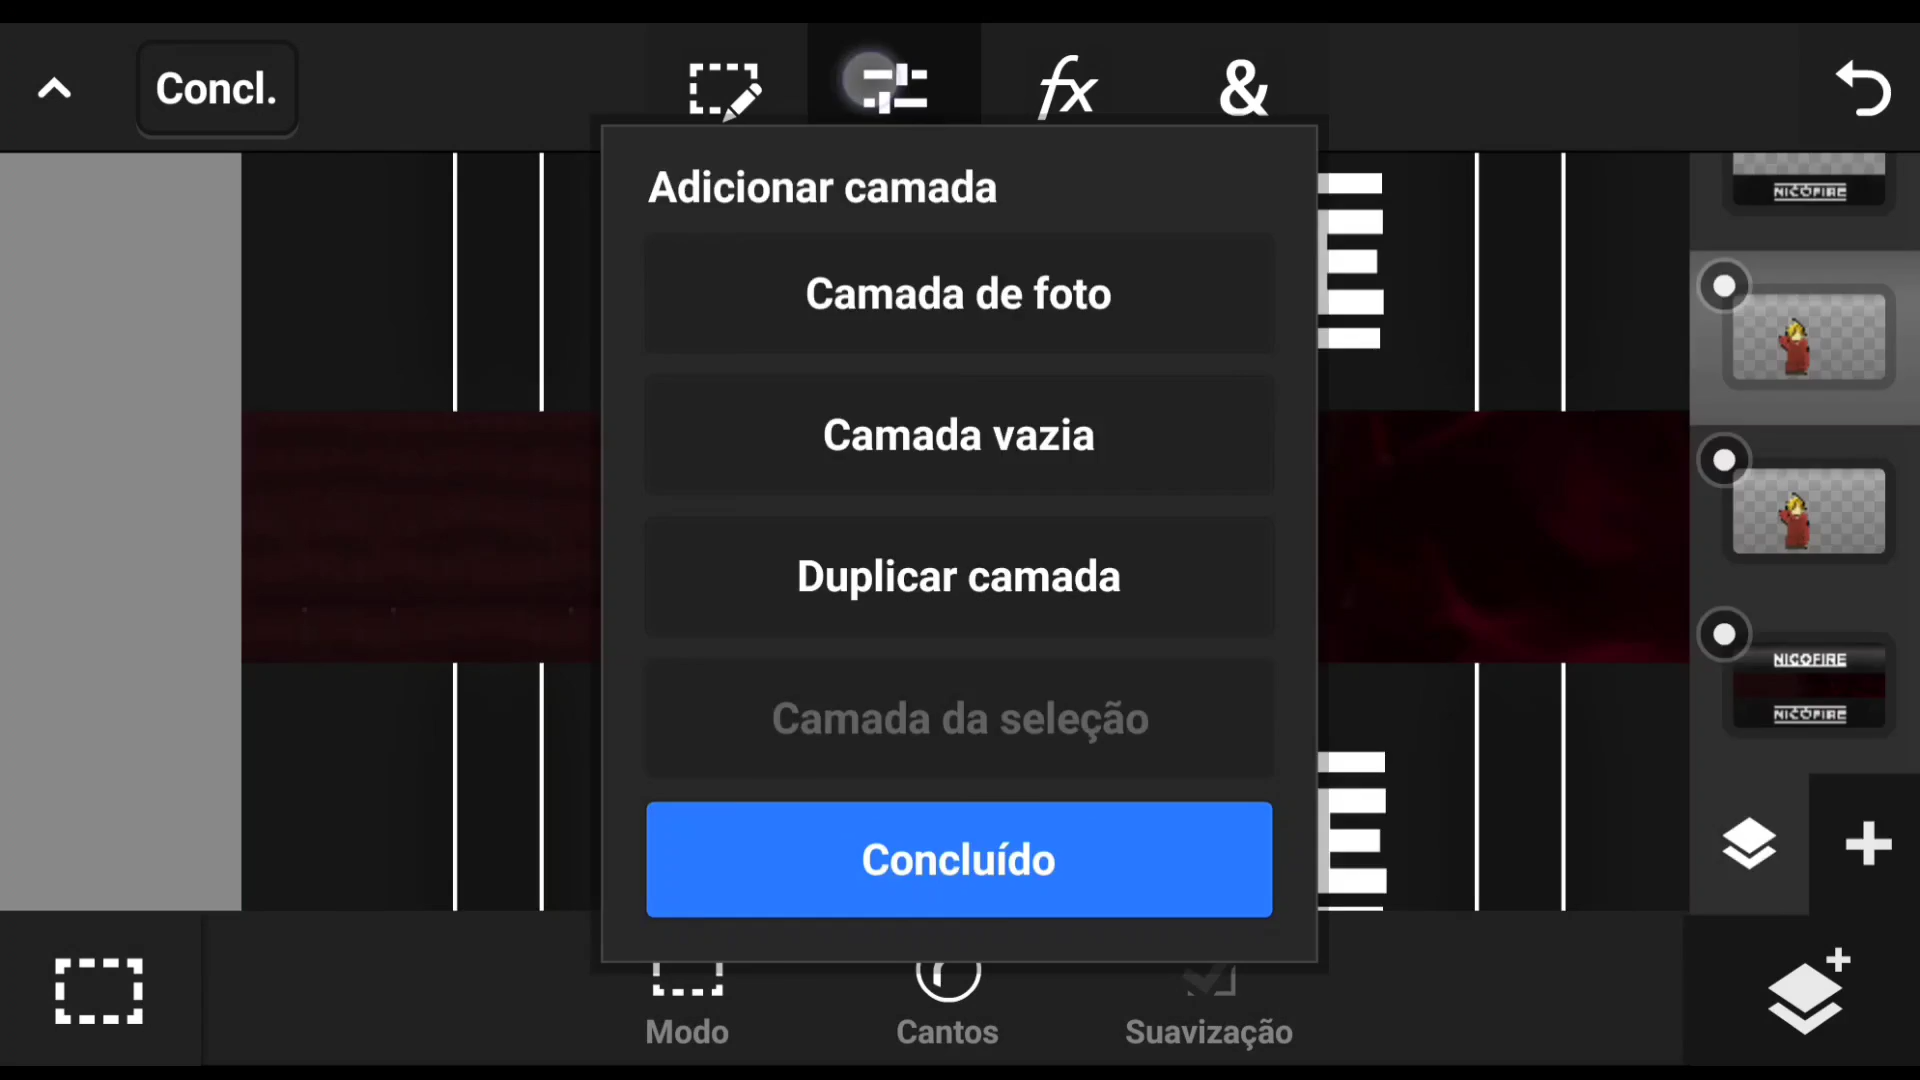 Concl.
fx
&
Adicionar camada
Camada de foto
Camada vazia
Duplicar camada
Camada da seleção
Concluído
NICOFIRE
NICOFIRE
NICOFIRE
Modo
Cantos
Suavização